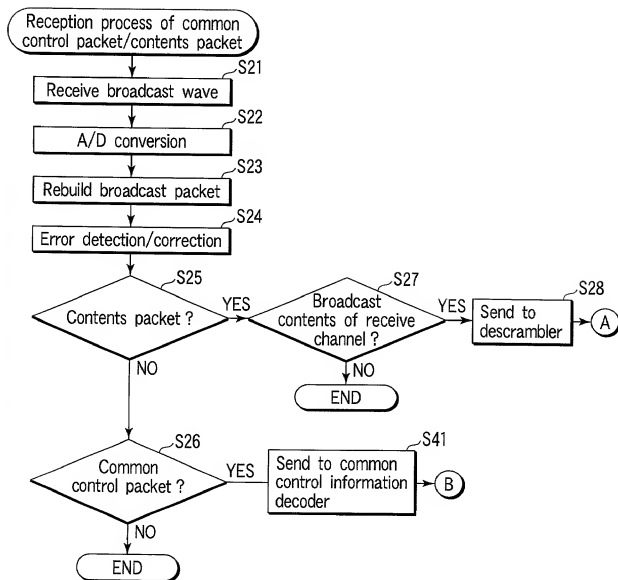 Reception process of common
control packet/contents packet
S21
Receive broadcast wave
S22
A/D conversion
S23
Rebuild broadcast packet
S24
Error detection/correction
S25
Contents packet ?
YES
NO
S27
Broadcast
contents of receive
channel ?
YES
NO
END
S28
Send to
descrambler
A
S26
Common
control packet ?
YES
NO
END
S41
Send to common
control information
decoder
B